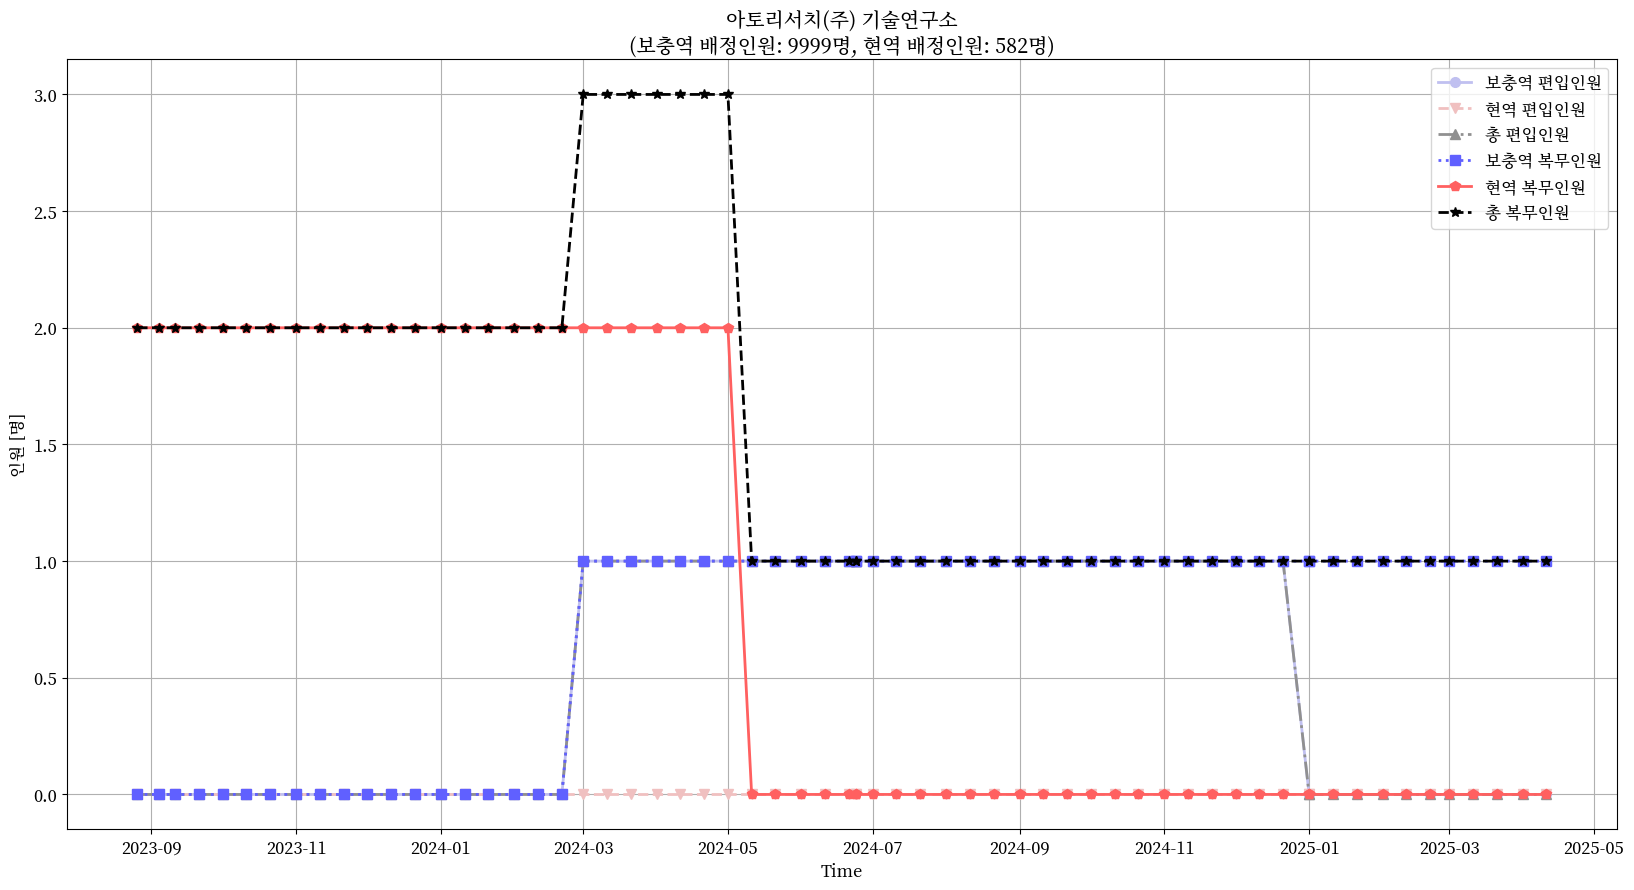 아토리서치(주) 기술연구소
(보충역 배정인원: 9999명, 현역 배정인원: 582명)
보충역 편입인원
현역 편입인원
총 편입인원
보충역 복무인원
현역 복무인원
총 복무인원
인원 [명]
3.0
2.5
2.0
1.5
1.0
0.5
0.0
2023-09
2023-11
2024-01
2024-03
2024-05
2024-07
2024-09
2024-11
2025-01
2025-03
2025-05
Time